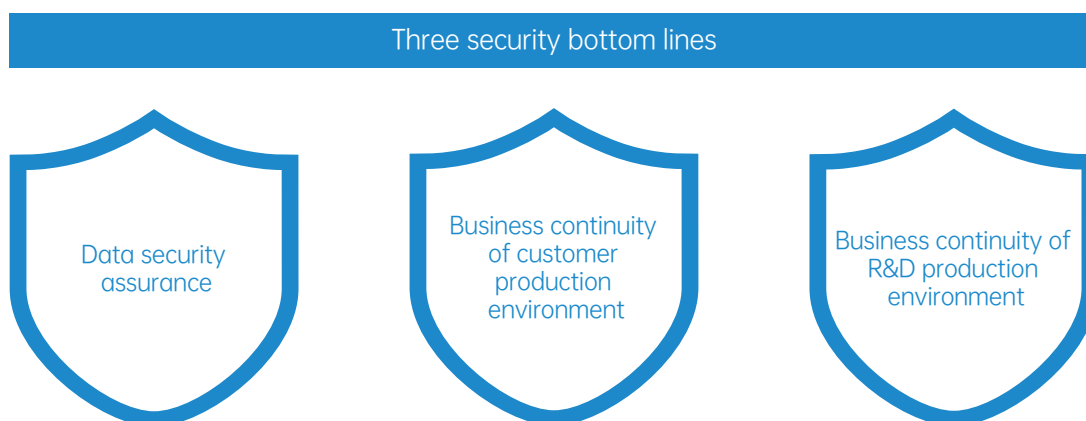 Three security bottom lines
Data security
assurance
Business continuity
of customer
production
environment
Business continuity of
R&D production
environment